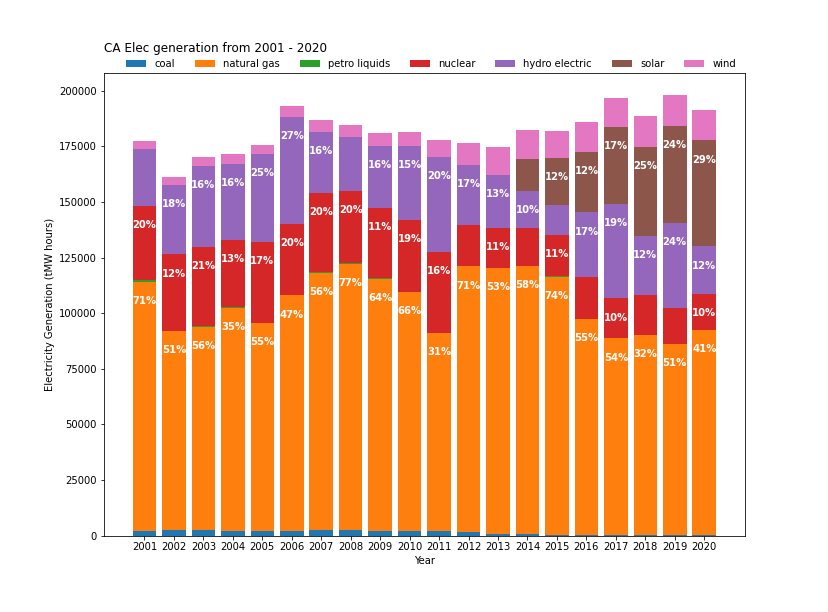 CA Elec generation from 2001 - 2020
coal natural gas petro liquids nuclear hydro electric solar wind
200000
175000
150000
125000
100000
75000
50000
25000
0
Electricity Generation (tMW hours)
27%
16% 17% 24%
16% 16% 25% 16% 15% 12% 12% 25% 29%
18% 20% 17% 13%
20% 20% 20% 10% 19%
21% 13% 17% 20% 11% 19% 17% 24%
12% 16% 11% 11% 12% 12%
71% 56% 77% 64% 66% 71% 53% 58% 74%
51% 56% 35% 55% 47% 31% 55% 10% 10%
54% 32% 51% 41%
2001 2002 2003 2004 2005 2006 2007 2008 2009 2010 2011 2012 2013 2014 2015 2016 2017 2018 2019 2020
Year